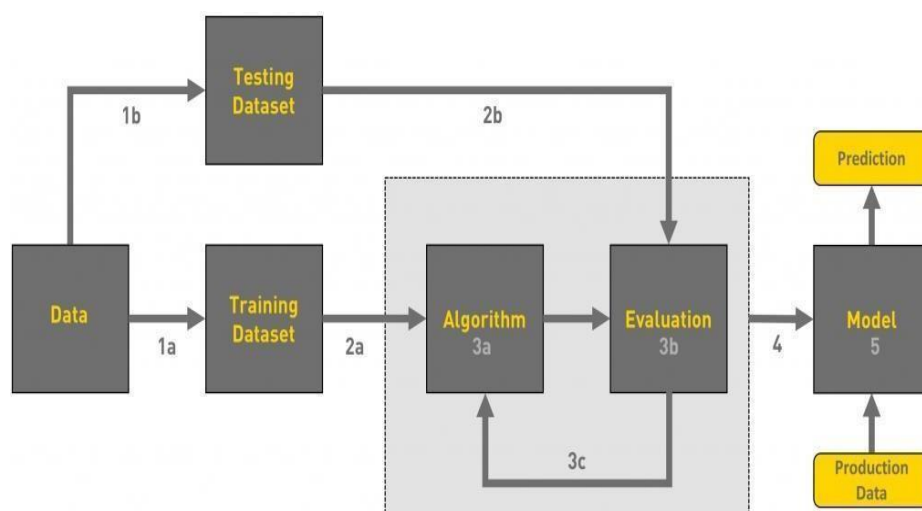 Testing
Dataset
1b
2b
Prediction
Data
1a
Training
Dataset
2a
Algorithm
3a
Evaluation
3b
4
Model
5
3c
Production
Data